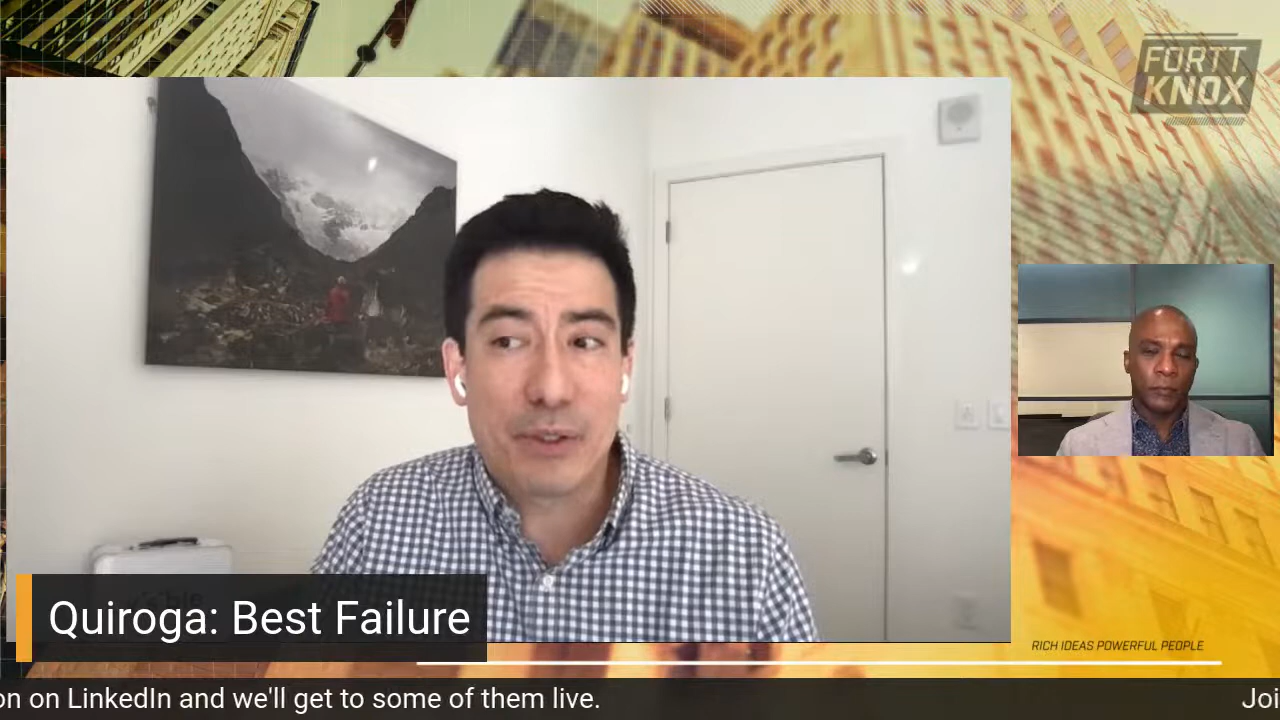 FORTT
KNOX
Quiroga: Best Failure
RICH IDEAS POWERFUL PEOPLE
on on LinkedIn and we'll get to some of them live.
Joi